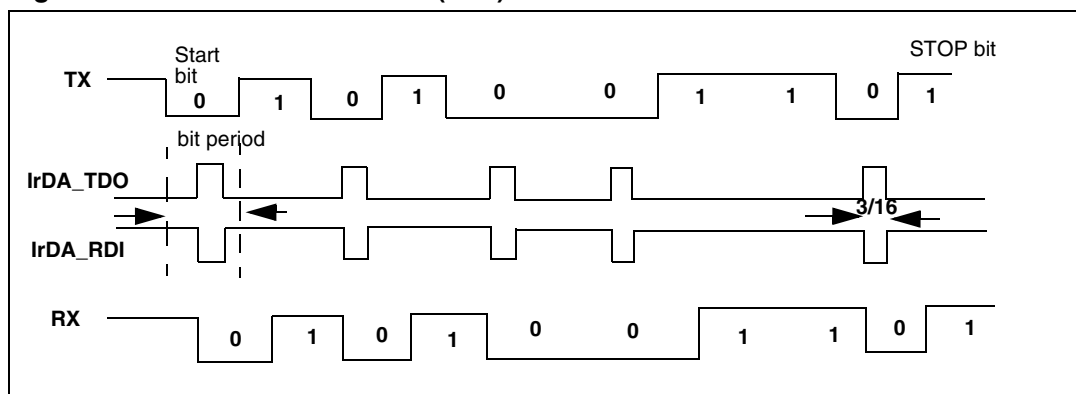 Start
bit
STOP bit
TX
0 1 0 1 0 0 1 1 0 1
bit period
IrDA_TDO
3/16
IrDA_RDI
RX
0 1 0 1 0 0 1 1 0 1